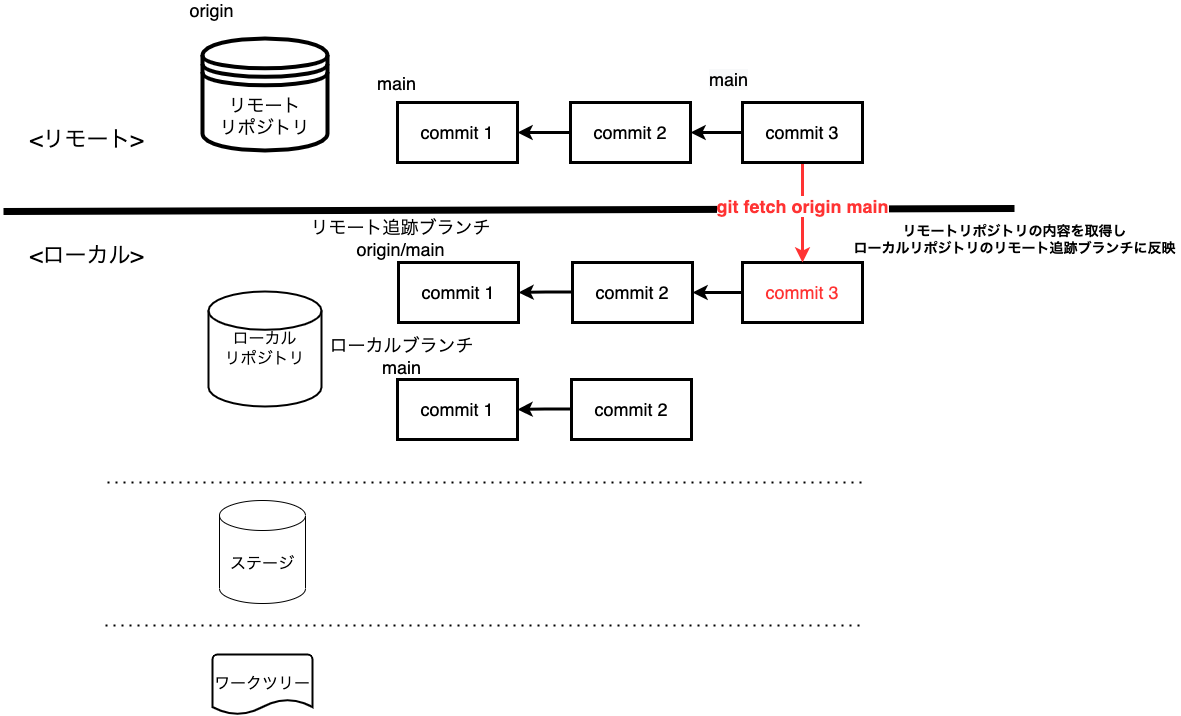 origin
main
main
リモート
リポジトリ
commit 1
commit 2
commit 3
<リモート>
git fetch origin main
リモート追跡ブランチ
origin/main
リモートリポジトリの内容を取得し
ローカルリポジトリのリモート追跡ブランチに反映
<ローカル>
commit 1
commit 2
commit 3
ローカル
リポジトリ
ローカルブランチ
main
commit 1
commit 2
ステージ
ワークツリー